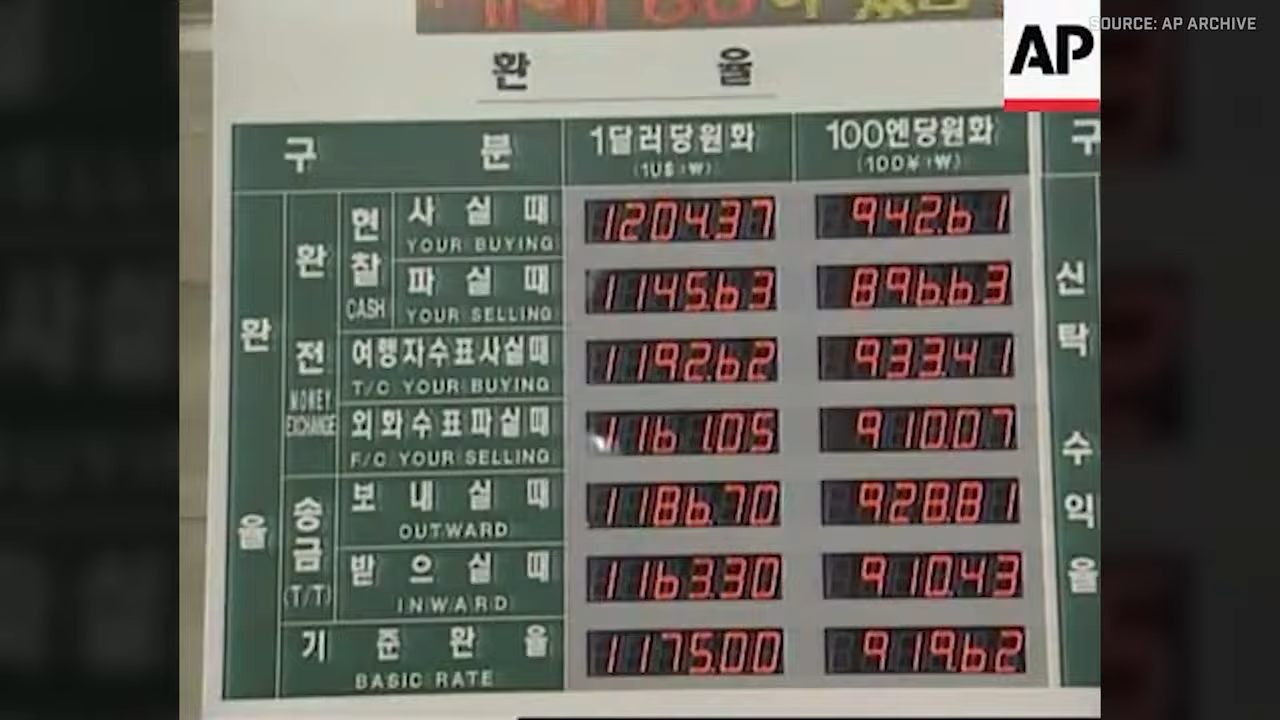 SOURCE: AP ARCHIVE
AP
환 율
구 분 1달러당원화 100엔당원화 구
(1US:₩) (100¥:₩)
환 율
환 전
MONEY EXCHANGE
현찰
CASH
사 실 때 1204.37 942.61
YOUR BUYING
파 실 때 1145.63 896.63
YOUR SELLING
여행자수표사실때 1192.62 933.41
T/C YOUR BUYING
외화수표파실때 1161.05 910.07
F/C YOUR SELLING
송금
(T/T)
보 내 실 때 1186.70 928.81
OUTWARD
받 으 실 때 1163.30 910.43
INWARD
기 준 환 율 1175.00 919.62
BASIC RATE
신탁 수익율